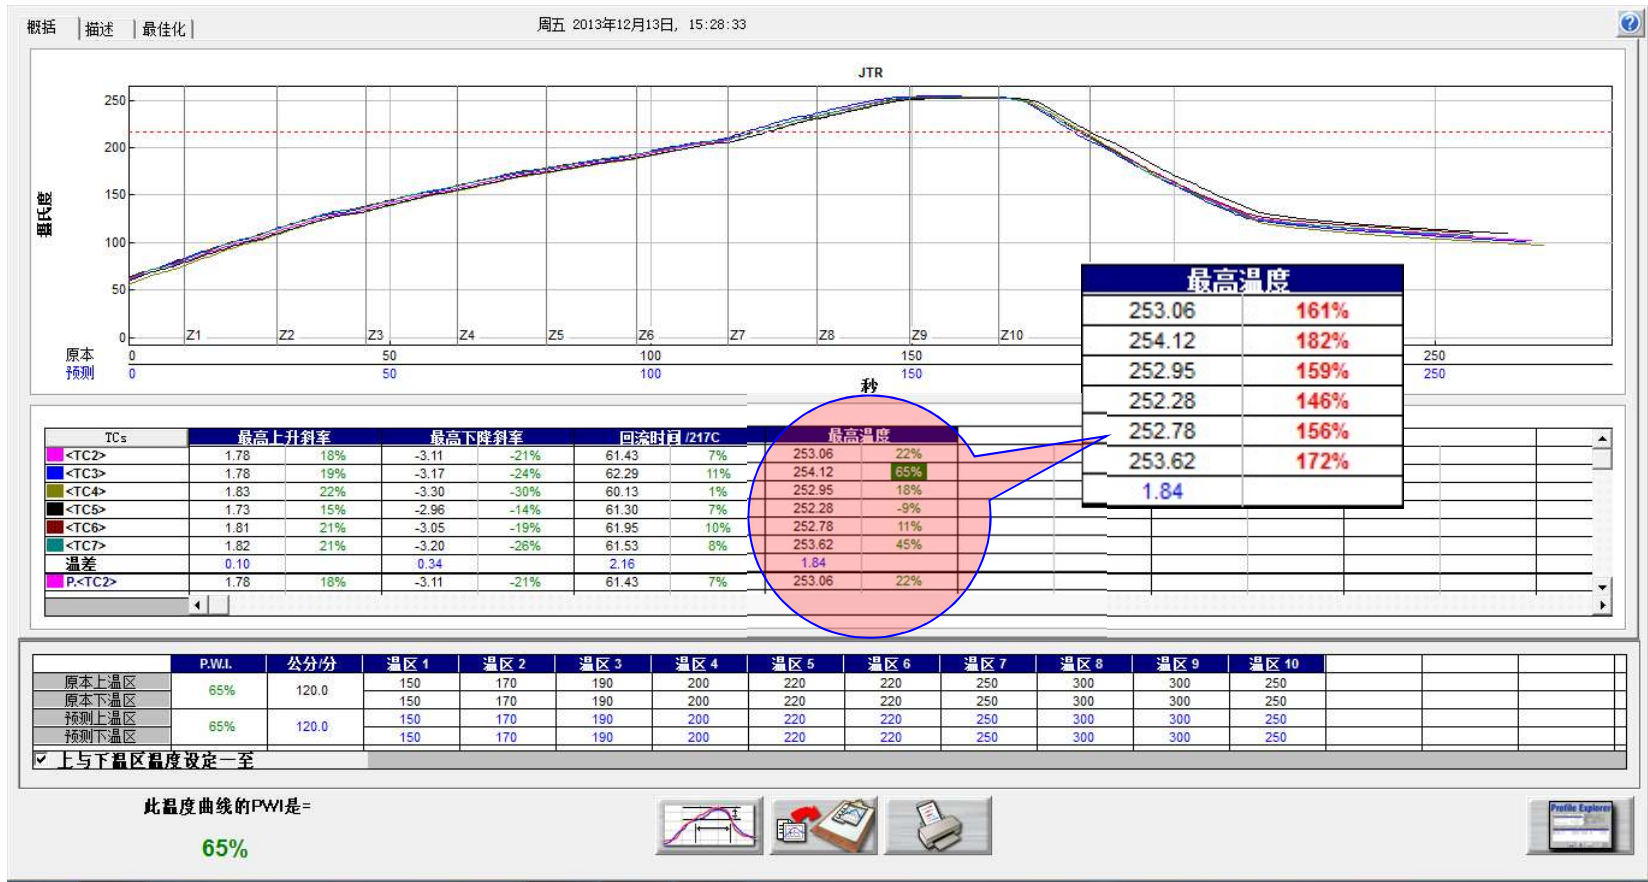 概括 描述 最佳化 周五 2013年12月13日, 15:28:33
JTR
250
200
150
100
50
0
摄氏度
Z1 Z2 Z3 Z4 Z5 Z6 Z7 Z8 Z9 Z10
原本 0 50 100 150 250
预测 0 50 100 150 250
秒
最高温度
253.06 161%
254.12 182%
252.95 159%
252.28 146%
252.78 156%
253.62 172%
1.84
TCs 最高上升斜率 最高下降斜率 回流时间 /217C 最高温度
<TC2> 1.78 18% -3.11 -21% 61.43 7% 253.06 22%
<TC3> 1.78 19% -3.17 -24% 62.29 11% 254.12 65%
<TC4> 1.83 22% -3.30 -30% 60.13 1% 252.95 18%
<TC5> 1.73 15% -2.96 -14% 61.30 7% 252.28 -9%
<TC6> 1.81 21% -3.05 -19% 61.95 10% 252.78 11%
<TC7> 1.82 21% -3.20 -26% 61.53 8% 253.62 45%
温差 0.10 0.34 2.16 1.84
P.<TC2> 1.78 18% -3.11 -21% 61.43 7% 253.06 22%
P.W.I. 公分/分 温区 1 温区 2 温区 3 温区 4 温区 5 温区 6 温区 7 温区 8 温区 9 温区 10
原本上温区 65% 120.0 150 170 190 200 220 220 250 300 300 250
原本下温区 150 170 190 200 220 220 250 300 300 250
预测上温区 65% 120.0 150 170 190 200 220 220 250 300 300 250
预测下温区 150 170 190 200 220 220 250 300 300 250
上与下温区温度设定一至
此温度曲线的PWI是=
65%
Profile Explorer